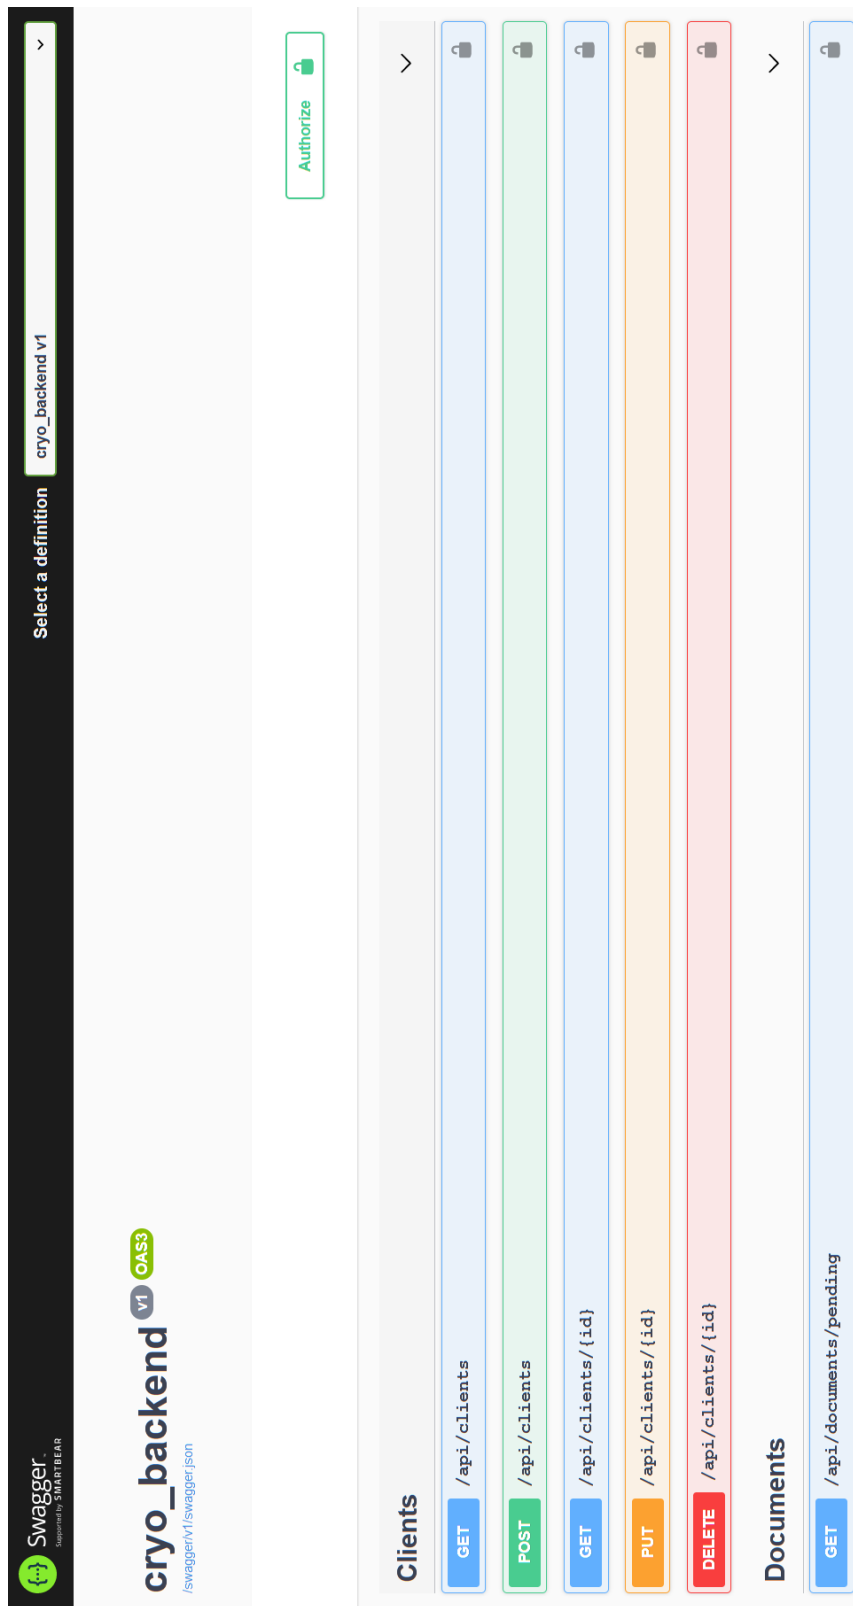 Swagger.
Supported by SMARTBEAR
Select a definition
cryo_backend v1
cryo_backend v1 OAS3
/swagger/v1/swagger.json
Authorize
Clients
GET /api/clients
POST /api/clients
GET /api/clients/{id}
PUT /api/clients/{id}
DELETE /api/clients/{id}
Documents
GET /api/documents/pending